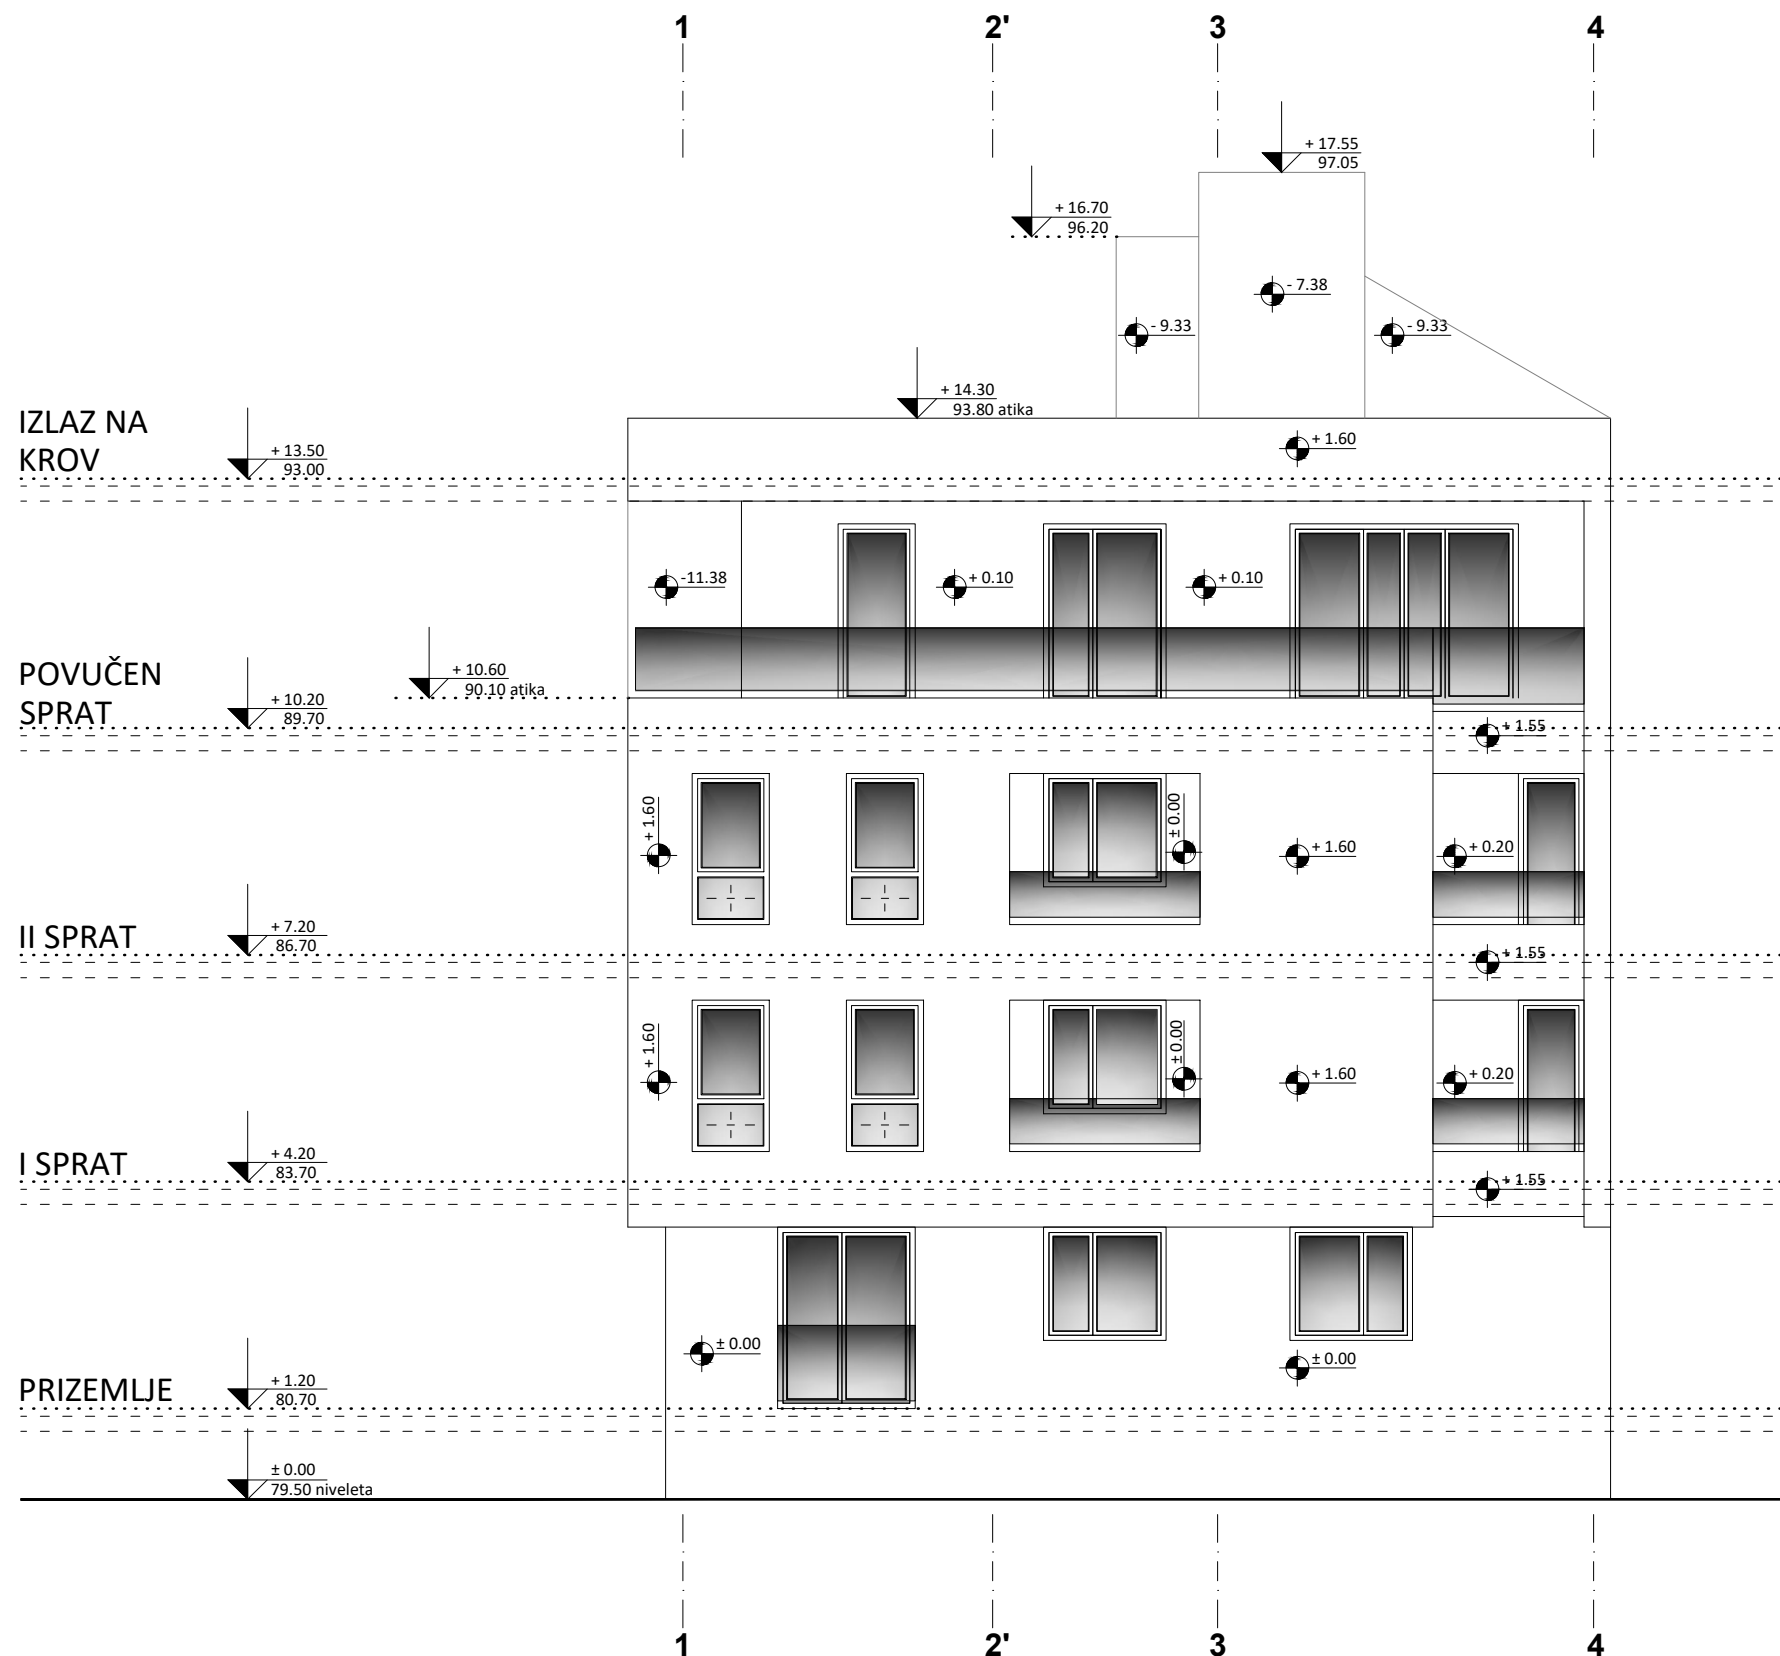 1 2' 3 4
+ 17.55
97.05
+ 16.70
96.20
- 7.38
- 9.33 - 9.33
+ 14.30
93.80 atika
IZLAZ NA
KROV
+ 13.50
93.00
+ 1.60
-11.38 + 0.10 + 0.10
POVUČEN
SPRAT
+ 10.60
90.10 atika
+ 10.20
89.70
+ 1.55
+ 1.60 ± 0.00 + 1.60 + 0.20
II SPRAT
+ 7.20
86.70
+ 1.55
+ 1.60 ± 0.00 + 1.60 + 0.20
I SPRAT
+ 4.20
83.70
+ 1.55
± 0.00 ± 0.00
PRIZEMLJE
+ 1.20
80.70
± 0.00
79.50 niveleta
1 2' 3 4